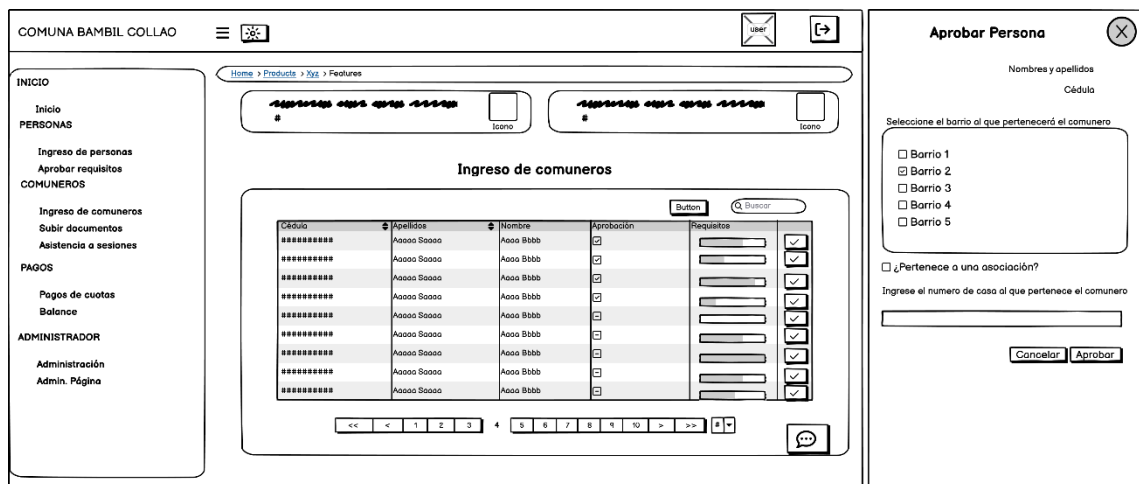 COMUNA BAMBIL COLLAO
user
INICIO
Inicio
PERSONAS
Ingreso de personas
Aprobar requisitos
COMUNEROS
Ingreso de comuneros
Subir documentos
Asistencia a sesiones
PAGOS
Pagos de cuotas
Balance
ADMINISTRADOR
Administración
Admin. Página
Home > Products > Xyz > Features
#
Icono
#
Icono
Ingreso de comuneros
Button
Buscar
Cédula Apellidos Nombre Aprobación Requisitos
########## Aaaaa Saaaa Aaaa Bbbb
########## Aaaaa Saaaa Aaaa Bbbb
########## Aaaaa Saaaa Aaaa Bbbb
########## Aaaaa Saaaa Aaaa Bbbb
########## Aaaaa Saaaa Aaaa Bbbb
########## Aaaaa Saaaa Aaaa Bbbb
########## Aaaaa Saaaa Aaaa Bbbb
########## Aaaaa Saaaa Aaaa Bbbb
########## Aaaaa Saaaa Aaaa Bbbb
<< < 1 2 3 4 5 6 7 8 9 10 > >> #
Aprobar Persona
X
Nombres y apellidos
Cédula
Seleccione el barrio al que pertenecerá el comunero
Barrio 1
Barrio 2
Barrio 3
Barrio 4
Barrio 5
¿Pertenece a una asociación?
Ingrese el numero de casa al que pertenece el comunero
Cancelar Aprobar